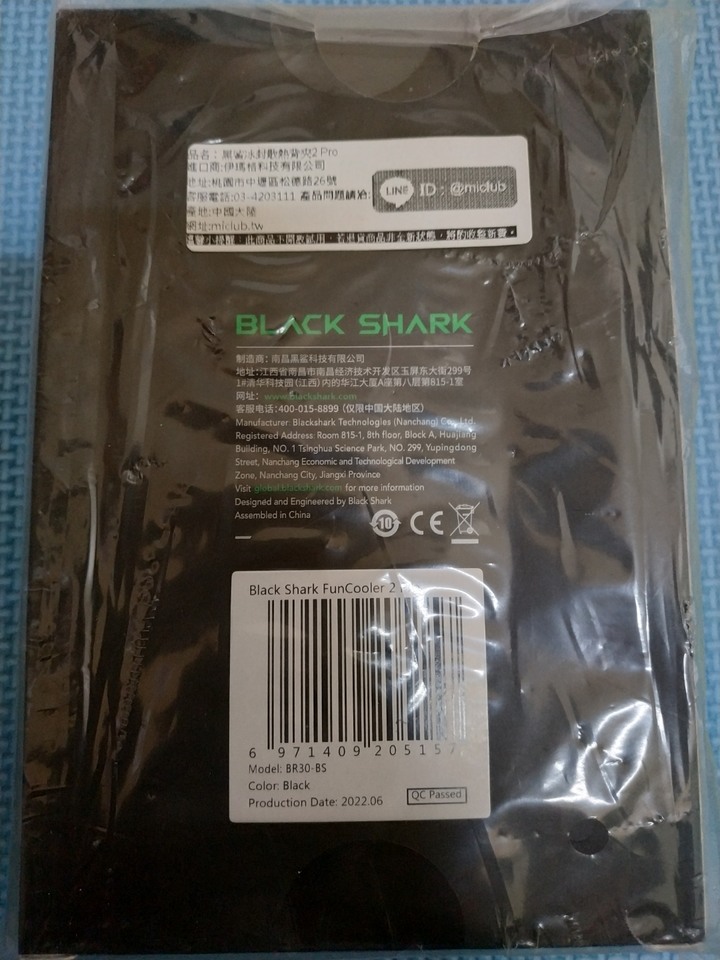 品名：黑鯊冰封散熱背夾2 Pro
進口商:伊瑪格科技有限公司
地址:桃園市中壢區松德路26號
客服電話:03-4203111 產品問題請洽:
LINE ID：@miclub
產地:中國大陸
網址:miclub.tw
BLACK SHARK
制造商：南昌黑鲨科技有限公司
地址:江西省南昌市南昌经济技术开发区玉屏东大街299号
1#清华科技园(江西)内的华江大厦A座第八层第815-1室
网址： www.blackshark.com
客服电话:400-015-8899 (仅限中国大陆地区)
Manufacturer: Blackshark Technologies (Nanchang) Co., Ltd.
Registered Address: Room 815-1, 8th floor, Block A, Huajiang
Building, NO. 1 Tsinghua Science Park, NO. 299, Yupingdong
Street, Nanchang Economic and Technological Development
Zone, Nanchang City, Jiangxi Province
Visit global.blackshark.com for more information
Designed and Engineered by Black Shark
Assembled in China
10 CE
Black Shark FunCooler 2
6 971409 205157
Model: BR30-BS
Color: Black
Production Date: 2022.06
QC Passed